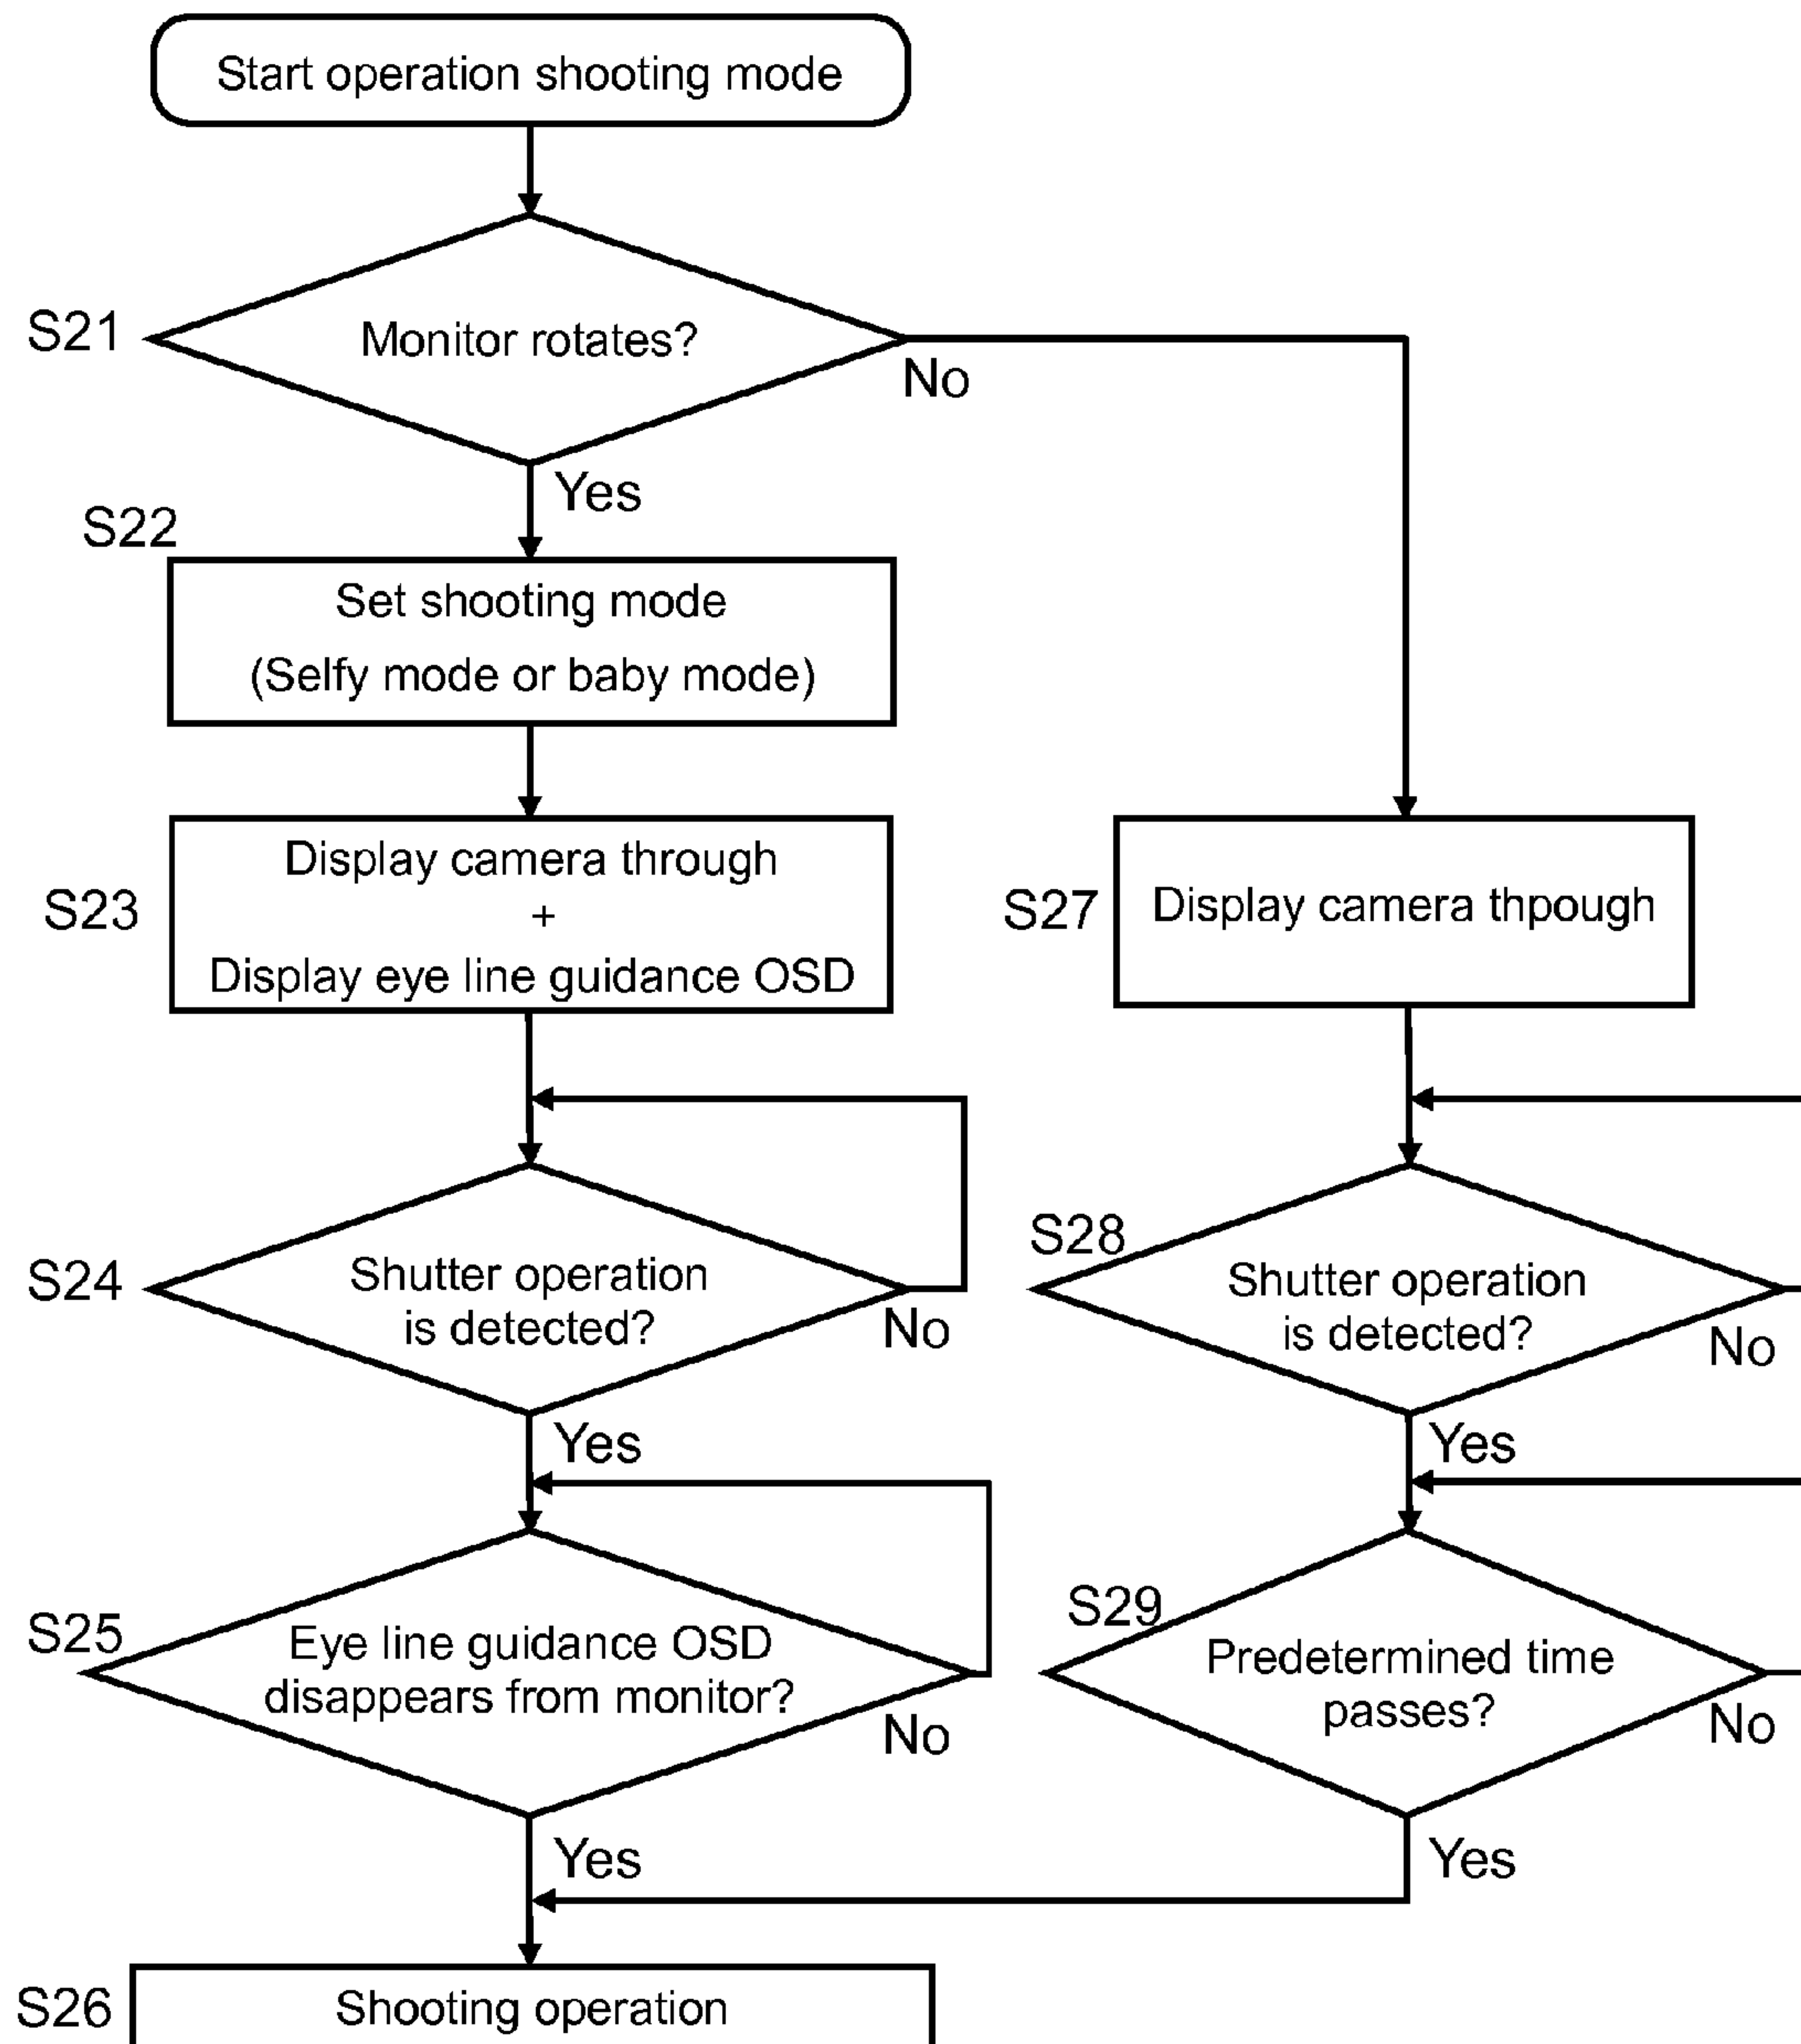 Start operation shooting mode
S21
Monitor rotates?
No
Yes
S22
Set shooting mode
(Selfy mode or baby mode)
S23
Display camera through
+
Display eye line guidance OSD
S27
Display camera thpough
S24
Shutter operation
is detected?
No
Yes
S28
Shutter operation
is detected?
No
Yes
S25
Eye line guidance OSD
disappears from monitor?
No
Yes
S29
Predetermined time
passes?
No
Yes
S26
Shooting operation